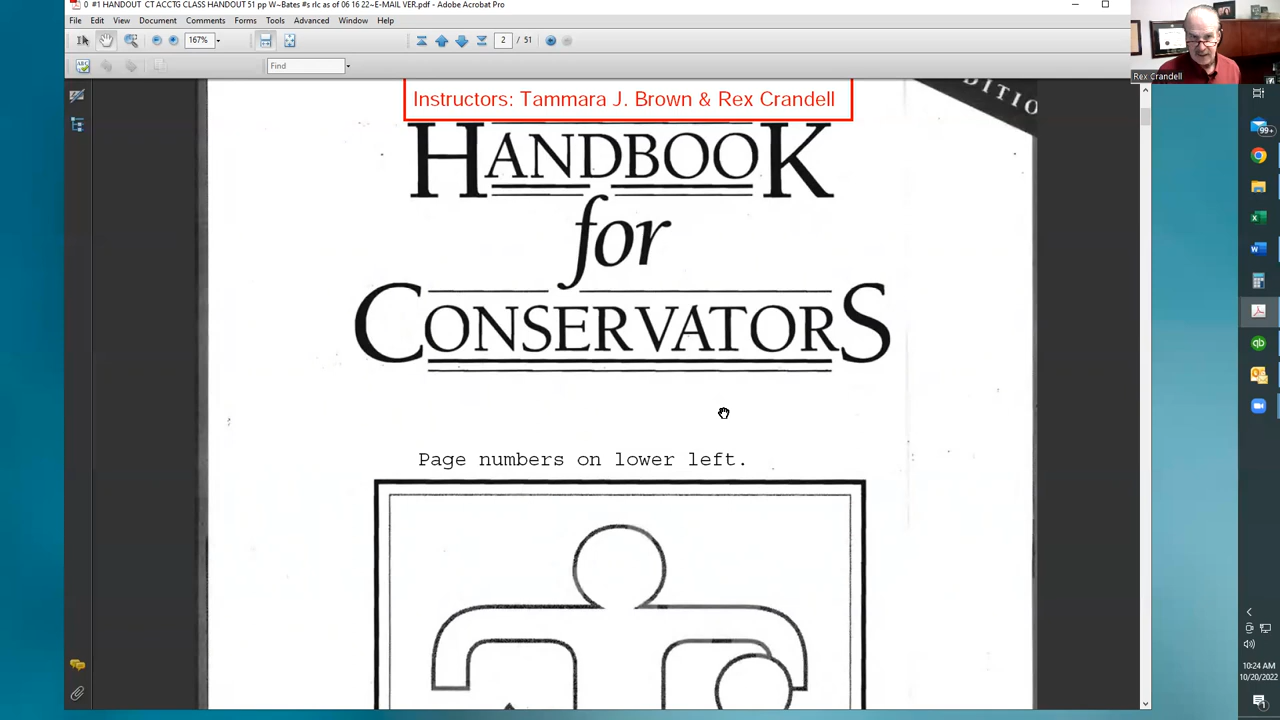 0 #1 HANDOUT CT ACCTG CLASS HANDOUT 51 pp W~Bates #s rlc as of 06 16 22~E-MAIL VER.pdf - Adobe Acrobat Pro
File Edit View Document Comments Forms Tools Advanced Window Help
167% 2 / 51
Find
Rex Crandell
DITIO
Instructors: Tammara J. Brown & Rex Crandell
HANDBOOK
for
CONSERVATORS
Page numbers on lower left.
99+
10:24 AM
10/20/2022